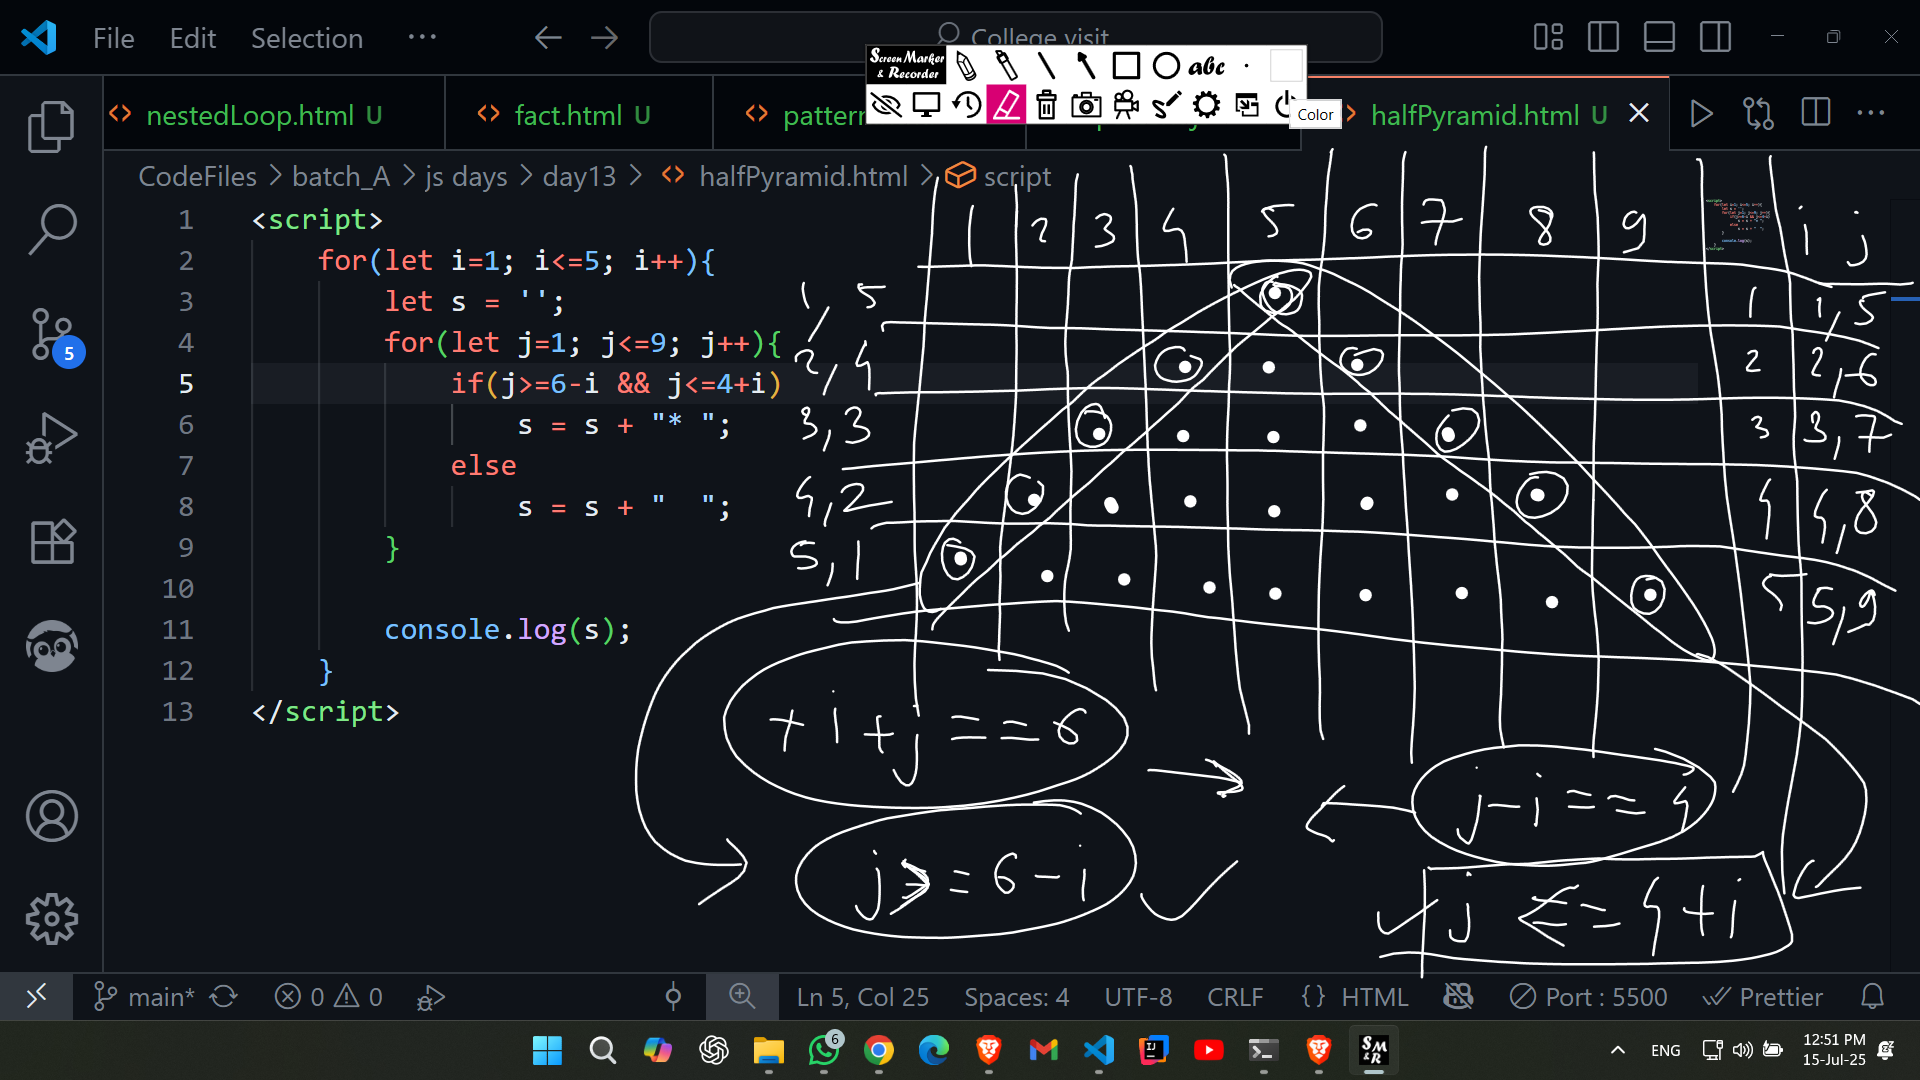 File Edit Selection ... College visit
Screen Marker & Recorder abc
Color
nestedLoop.html U
fact.html U
pattern
halfPyramid.html U
CodeFiles > batch_A > js days > day13 > halfPyramid.html > script
1 <script>
2 for(let i=1; i<=5; i++){
3 let s = '';
4 for(let j=1; j<=9; j++){
5 if(j>=6-i && j<=4+i)
6 s = s + "* ";
7 else
8 s = s + "  ";
9 }
10
11 console.log(s);
12 }
13 </script>
1 2 3 4 5 6 7 8 9 i j
1, 5 1 1, 5
2, 4 2 2, 6
3, 3 3 3, 7
4, 2 4 4, 8
5, 1 5 5, 9
+ i + j == 6
j - i == 4
j >= 6 - i
j <= 4 + i
5
main* 0 0 Ln 5, Col 25 Spaces: 4 UTF-8 CRLF {} HTML Port : 5500 Prettier
6 SM &R ENG 12:51 PM
15-Jul-25